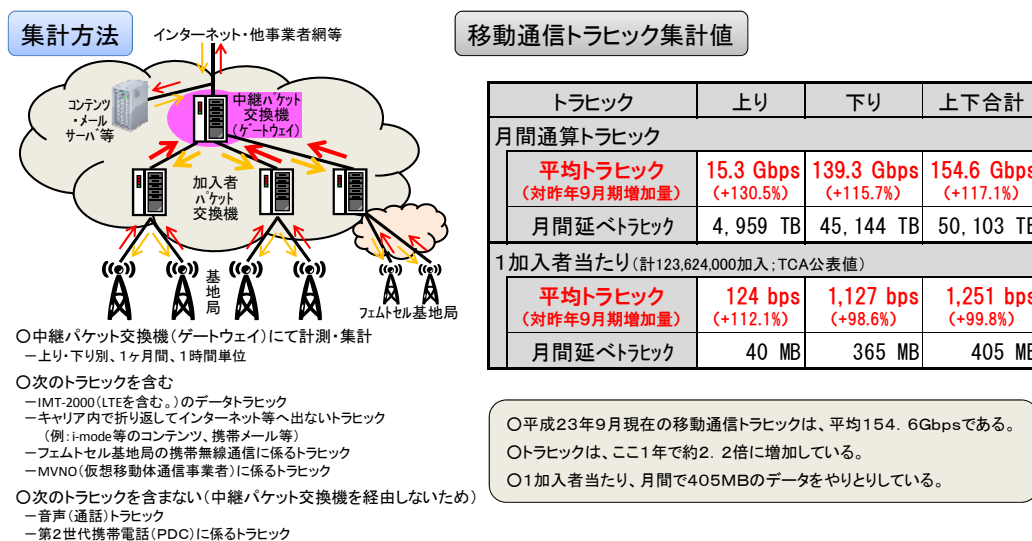 集計方法
インターネット・他事業者網等
コンテンツ
・メール
サーバ等
中継パケット
交換機
(ゲートウェイ)
加入者
パケット
交換機
基
地
局
フェムトセル基地局
○中継パケット交換機(ゲートウェイ)にて計測・集計
－上り・下り別、1ヶ月間、1時間単位
○次のトラヒックを含む
－IMT-2000(LTEを含む。)のデータトラヒック
－キャリア内で折り返してインターネット等へ出ないトラヒック
(例:i-mode等のコンテンツ、携帯メール等)
－フェムトセル基地局の携帯無線通信に係るトラヒック
－MVNO(仮想移動体通信事業者)に係るトラヒック
○次のトラヒックを含まない(中継パケット交換機を経由しないため)
－音声(通話)トラヒック
－第2世代携帯電話(PDC)に係るトラヒック
移動通信トラヒック集計値
トラヒック 上り 下り 上下合計
月間通算トラヒック
平均トラヒック 15.3 Gbps 139.3 Gbps 154.6 Gbps
(対昨年9月期増加量) (+130.5%) (+115.7%) (+117.1%)
月間延べトラヒック 4,959 TB 45,144 TB 50,103 TB
1加入者当たり(計123,624,000加入;TCA公表値)
平均トラヒック 124 bps 1,127 bps 1,251 bps
(対昨年9月期増加量) (+112.1%) (+98.6%) (+99.8%)
月間延べトラヒック 40 MB 365 MB 405 MB
○平成23年9月現在の移動通信トラヒックは、平均154．6Gbpsである。
○トラヒックは、ここ1年で約2．2倍に増加している。
○1加入者当たり、月間で405MBのデータをやりとりしている。